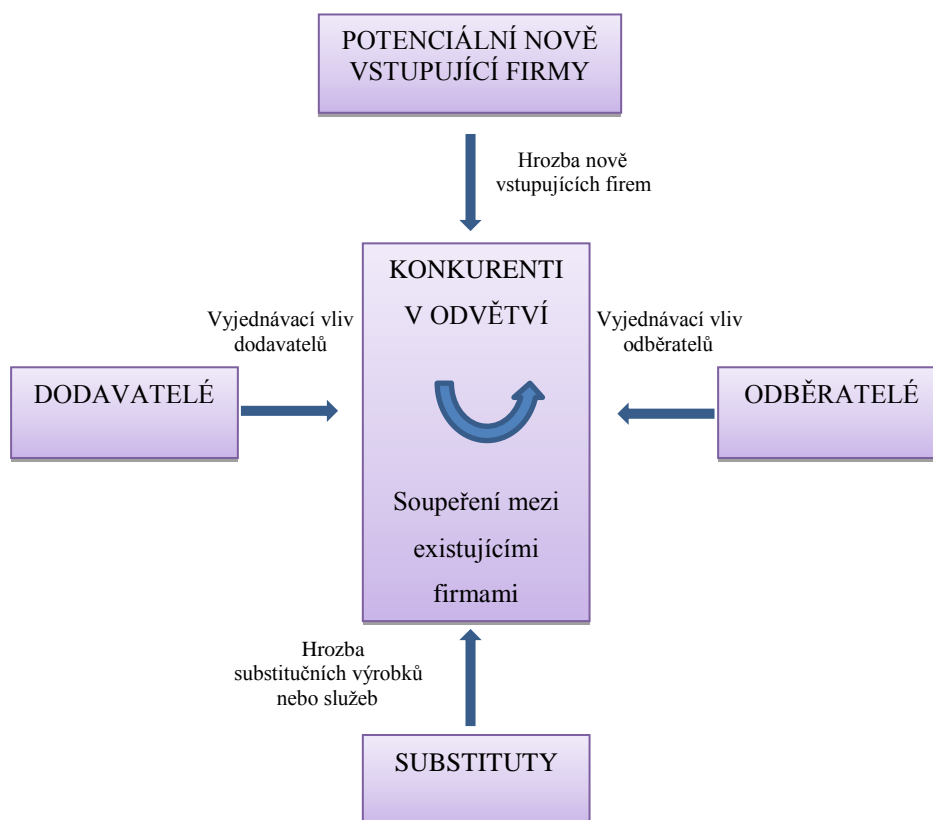 POTENCIÁLNÍ NOVĚ
VSTUPUJÍCÍ FIRMY
Hrozba nově
vstupujících firem
KONKURENTI
V ODVĚTVÍ
Vyjednávací vliv
dodavatelů
Vyjednávací vliv
odběratelů
DODAVATELÉ
ODBĚRATELÉ
Soupeření mezi
existujícími
firmami
Hrozba
substitučních výrobků
nebo služeb
SUBSTITUTY